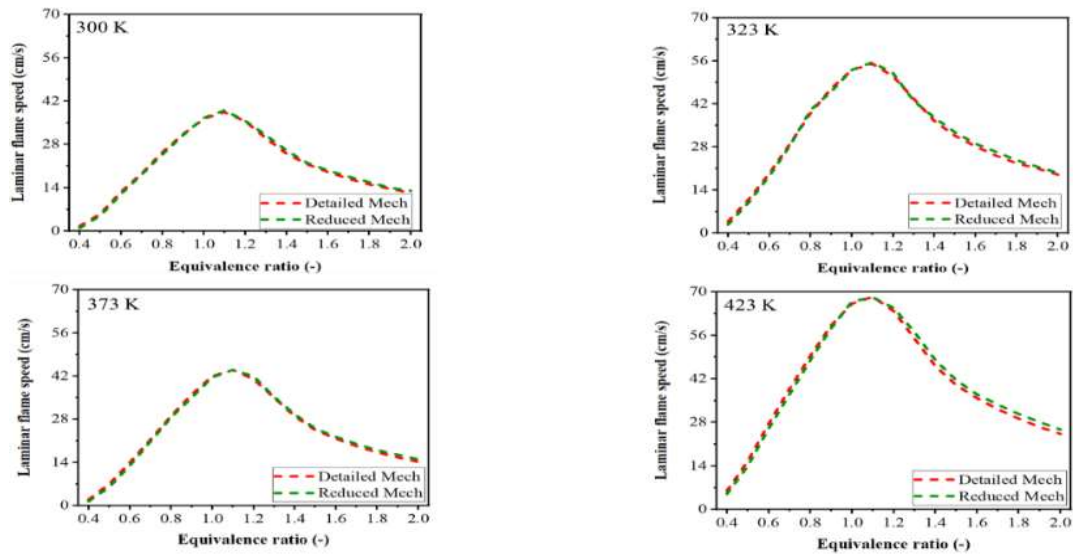 300 K
Laminar flame speed (cm/s)
70
56
42
28
14
0
Detailed Mech
Reduced Mech
0.4 0.6 0.8 1.0 1.2 1.4 1.6 1.8 2.0
Equivalence ratio (-)
323 K
Laminar flame speed (cm/s)
70
56
42
28
14
0
Detailed Mech
Reduced Mech
0.4 0.6 0.8 1.0 1.2 1.4 1.6 1.8 2.0
Equivalence ratio (-)
373 K
Laminar flame speed (cm/s)
70
56
42
28
14
0
Detailed Mech
Reduced Mech
0.4 0.6 0.8 1.0 1.2 1.4 1.6 1.8 2.0
Equivalence ratio (-)
423 K
Laminar flame speed (cm/s)
70
56
42
28
14
0
Detailed Mech
Reduced Mech
0.4 0.6 0.8 1.0 1.2 1.4 1.6 1.8 2.0
Equivalence ratio (-)